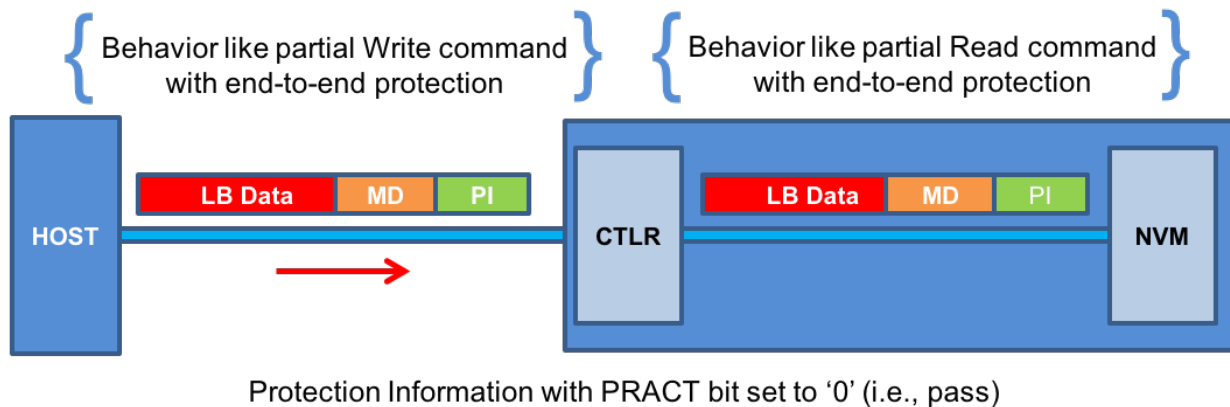 Behavior like partial Write command
with end-to-end protection
Behavior like partial Read command
with end-to-end protection
LB Data MD PI
LB Data MD PI
HOST
CTLR
NVM
Protection Information with PRACT bit set to ‘0’ (i.e., pass)